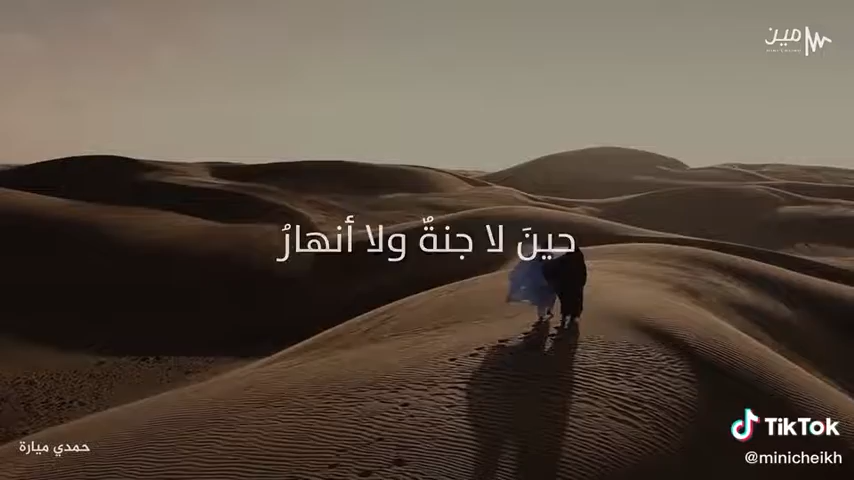 مين
حينَ لا جنةٌ ولا أنهارُ
حمدي ميارة
TikTok
@minicheikh